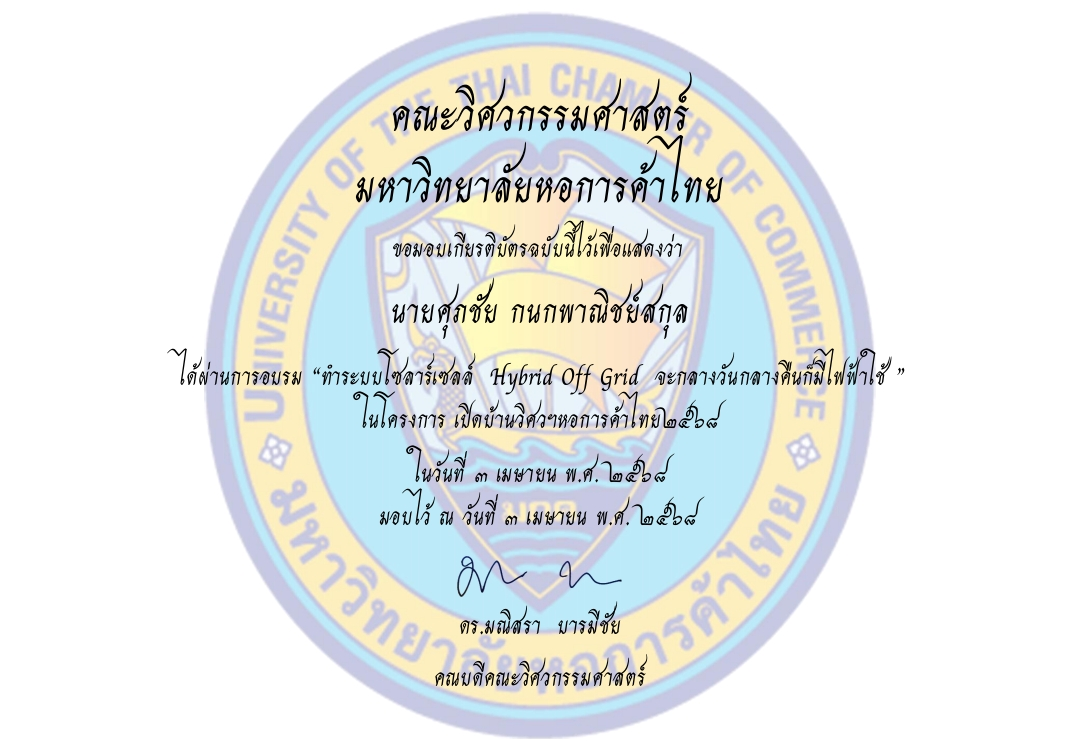 UNIVERSITY OF THE THAI CHAMBER OF COMMERCE
คณะวิศวกรรมศาสตร์
มหาวิทยาลัยหอการค้าไทย
ขอมอบเกียรติบัตรฉบับนี้ไว้เพื่อแสดงว่า
นายศุภชัย กนกพาณิชย์สกุล
ได้ผ่านการอบรม “ทำระบบโซลาร์เซลล์ Hybrid Off Grid จะกลางวันกลางคืนก็มีไฟฟ้าใช้ ”
ในโครงการ เปิดบ้านวิศวฯหอการค้าไทย๒๕๖๘
ในวันที่ ๓ เมษายน พ.ศ. ๒๕๖๘
มอบไว้ ณ วันที่ ๓ เมษายน พ.ศ. ๒๕๖๘
ดร.มณิสรา บารมีชัย
คณบดีคณะวิศวกรรมศาสตร์
มหาวิทยาลัยหอการค้าไทย